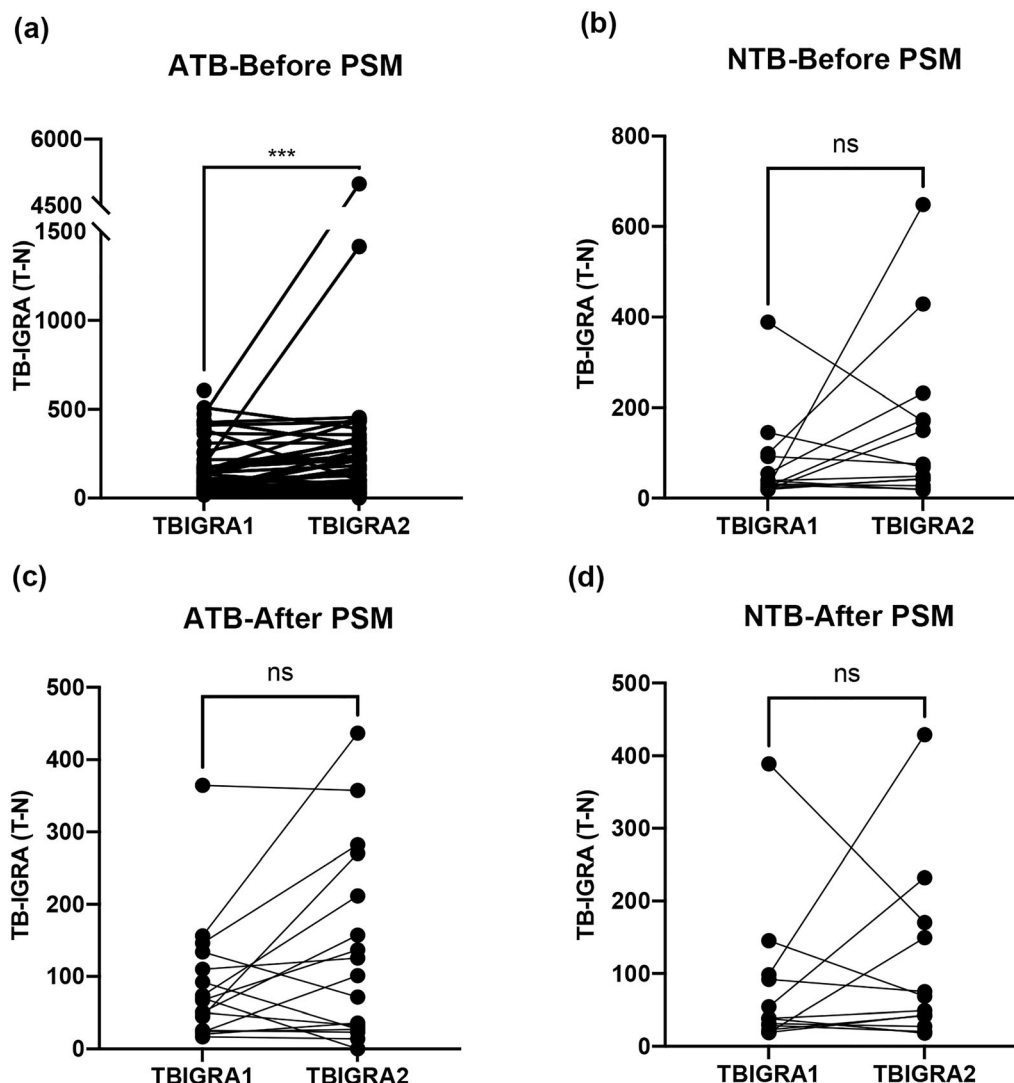 (a)
ATB-Before PSM
TB-IGRA (T-N)
6000
4500
1500
1000
500
0
***
TBIGRA1 TBIGRA2
(b)
NTB-Before PSM
TB-IGRA (T-N)
800
600
400
200
0
ns
TBIGRA1 TBIGRA2
(c)
ATB-After PSM
TB-IGRA (T-N)
500
400
300
200
100
0
ns
TBIGRA1 TBIGRA2
(d)
NTB-After PSM
TB-IGRA (T-N)
500
400
300
200
100
0
ns
TBIGRA1 TBIGRA2